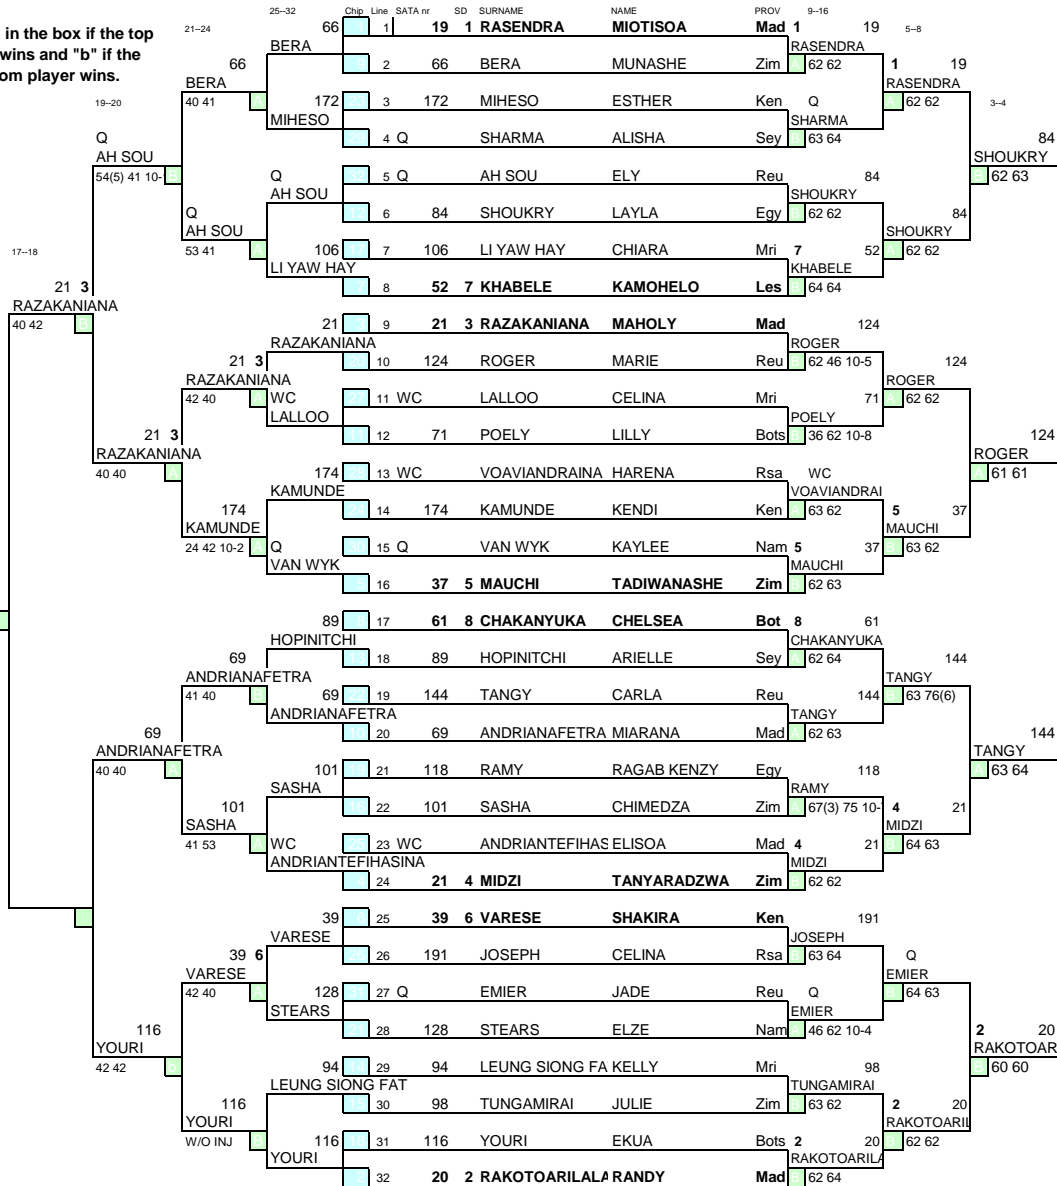 25--32 Chip Line SATA nr SD SURNAME NAME PROV 9--16
in the box if the top 21--24 66 1 19 1 RASENDRA MIOTISOA Mad 1 19 5--8
wins and "b" if the BERA RASENDRA
om player wins. 66 2 66 BERA MUNASHE Zim 62 62 1 19
BERA RASENDRA
19--20 40 41 A 172 3 172 MIHESO ESTHER Ken Q 62 62 3--4
MIHESO SHARMA
Q 4 Q SHARMA ALISHA Sey 63 64 84
AH SOU SHOUKRY
54(5) 41 10- B Q 5 Q AH SOU ELY Reu 84 B 62 63
AH SOU SHOUKRY
Q 6 84 SHOUKRY LAYLA Egy 62 62 84
AH SOU SHOUKRY
17--18 53 41 A 106 7 106 LI YAW HAY CHIARA Mri 7 52 62 62
LI YAW HAY KHABELE
21 3 8 52 7 KHABELE KAMOHELO Les 64 64
RAZAKANIANA
40 42 B 21 9 21 3 RAZAKANIANA MAHOLY Mad 124
RAZAKANIANA ROGER
21 3 10 124 ROGER MARIE Reu 62 46 10-5 124
RAZAKANIANA ROGER
42 40 A WC 11 WC LALLOO CELINA Mri 71 62 62
LALLOO POELY
21 3 12 71 POELY LILLY Bots 36 62 10-8 124
RAZAKANIANA ROGER
40 40 A 174 13 WC VOAVIANDRAINA HARENA Rsa WC A 61 61
KAMUNDE VOAVIANDRAI
174 14 174 KAMUNDE KENDI Ken 63 62 5 37
KAMUNDE MAUCHI
24 42 10-2 A Q 15 Q VAN WYK KAYLEE Nam 5 37 B 63 62
VAN WYK MAUCHI
16 37 5 MAUCHI TADIWANASHE Zim 62 63
89 17 61 8 CHAKANYUKA CHELSEA Bot 8 61
HOPINITCHI CHAKANYUKA
69 18 89 HOPINITCHI ARIELLE Sey 62 64 144
ANDRIANAFETRA TANGY
41 40 B 69 19 144 TANGY CARLA Reu 144 B 63 76(6)
ANDRIANAFETRA TANGY
69 20 69 ANDRIANAFETRA MIARANA Mad 62 63 144
ANDRIANAFETRA TANGY
40 40 A 101 21 118 RAMY RAGAB KENZY Egy 118 A 63 64
SASHA RAMY
101 22 101 SASHA CHIMEDZA Zim 67(3) 75 10- 4 21
SASHA MIDZI
41 53 A WC 23 WC ANDRIANTEFIHAS ELISOA Mad 4 21 B 64 63
ANDRIANTEFIHASINA MIDZI
24 21 4 MIDZI TANYARADZWA Zim 62 62
39 25 39 6 VARESE SHAKIRA Ken 191
VARESE JOSEPH
39 6 26 191 JOSEPH CELINA Rsa 63 64 Q
VARESE EMIER
42 40 A 128 27 Q EMIER JADE Reu Q B 64 63
STEARS EMIER
116 28 128 STEARS ELZE Nam 46 62 10-4 2 20
YOURI RAKOTOAR
42 42 b 94 29 94 LEUNG SIONG FA KELLY Mri 98 B 60 60
LEUNG SIONG FAT TUNGAMIRAI
116 30 98 TUNGAMIRAI JULIE Zim 63 62 2 20
YOURI RAKOTOARIL
W/O INJ B 116 31 116 YOURI EKUA Bots 2 20 B 62 62
YOURI RAKOTOARILA
32 20 2 RAKOTOARILALA RANDY Mad 62 64